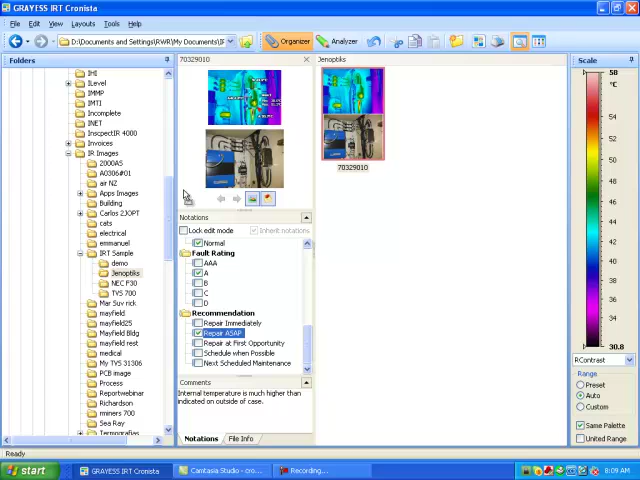 GRAYESS IRT Cronista
File Edit View Layouts Tools Help
D:\Documents and Settings\RWR\My Documents\I
Organizer
Analyzer
Folders
IHI
ILevel
IMMP
IMTI
Incomplete
INET
InspectIR 4000
Invoices
IR Images
2000AS
A0306#01
air NZ
Apps Images
Building
Carlos 2JOPT
cats
electrical
emmanuel
IRT Sample
demo
Jenoptiks
NEC F30
TVS 700
Mar Suv rick
mayfield
mayfield25
Mayfield Bldg
mayfield rest
medical
My TVS 31306
PCB image
Process
Reportwebinar
Richardson
miners 700
Sea Ray
Termografias
70329010
Notations
Lock edit mode
Inherit notations
Normal
Fault Rating
AAA
A
B
C
D
Recommendation
Repair Immediately
Repair ASAP
Repair at First Opportunity
Schedule when Possible
Next Scheduled Maintenance
Comments
Internal temperature is much higher than
indicated on outside of case.
Notations
File Info
Jenoptiks
70329010
Scale
58
°C
54
52
50
48
46
44
42
40
38
36
34
30.8
RContrast
Range
Preset
Auto
Custom
Same Palette
United Range
Ready
start
GRAYESS IRT Cronista
Camtasia Studio - cro...
Recording...
8:09 AM